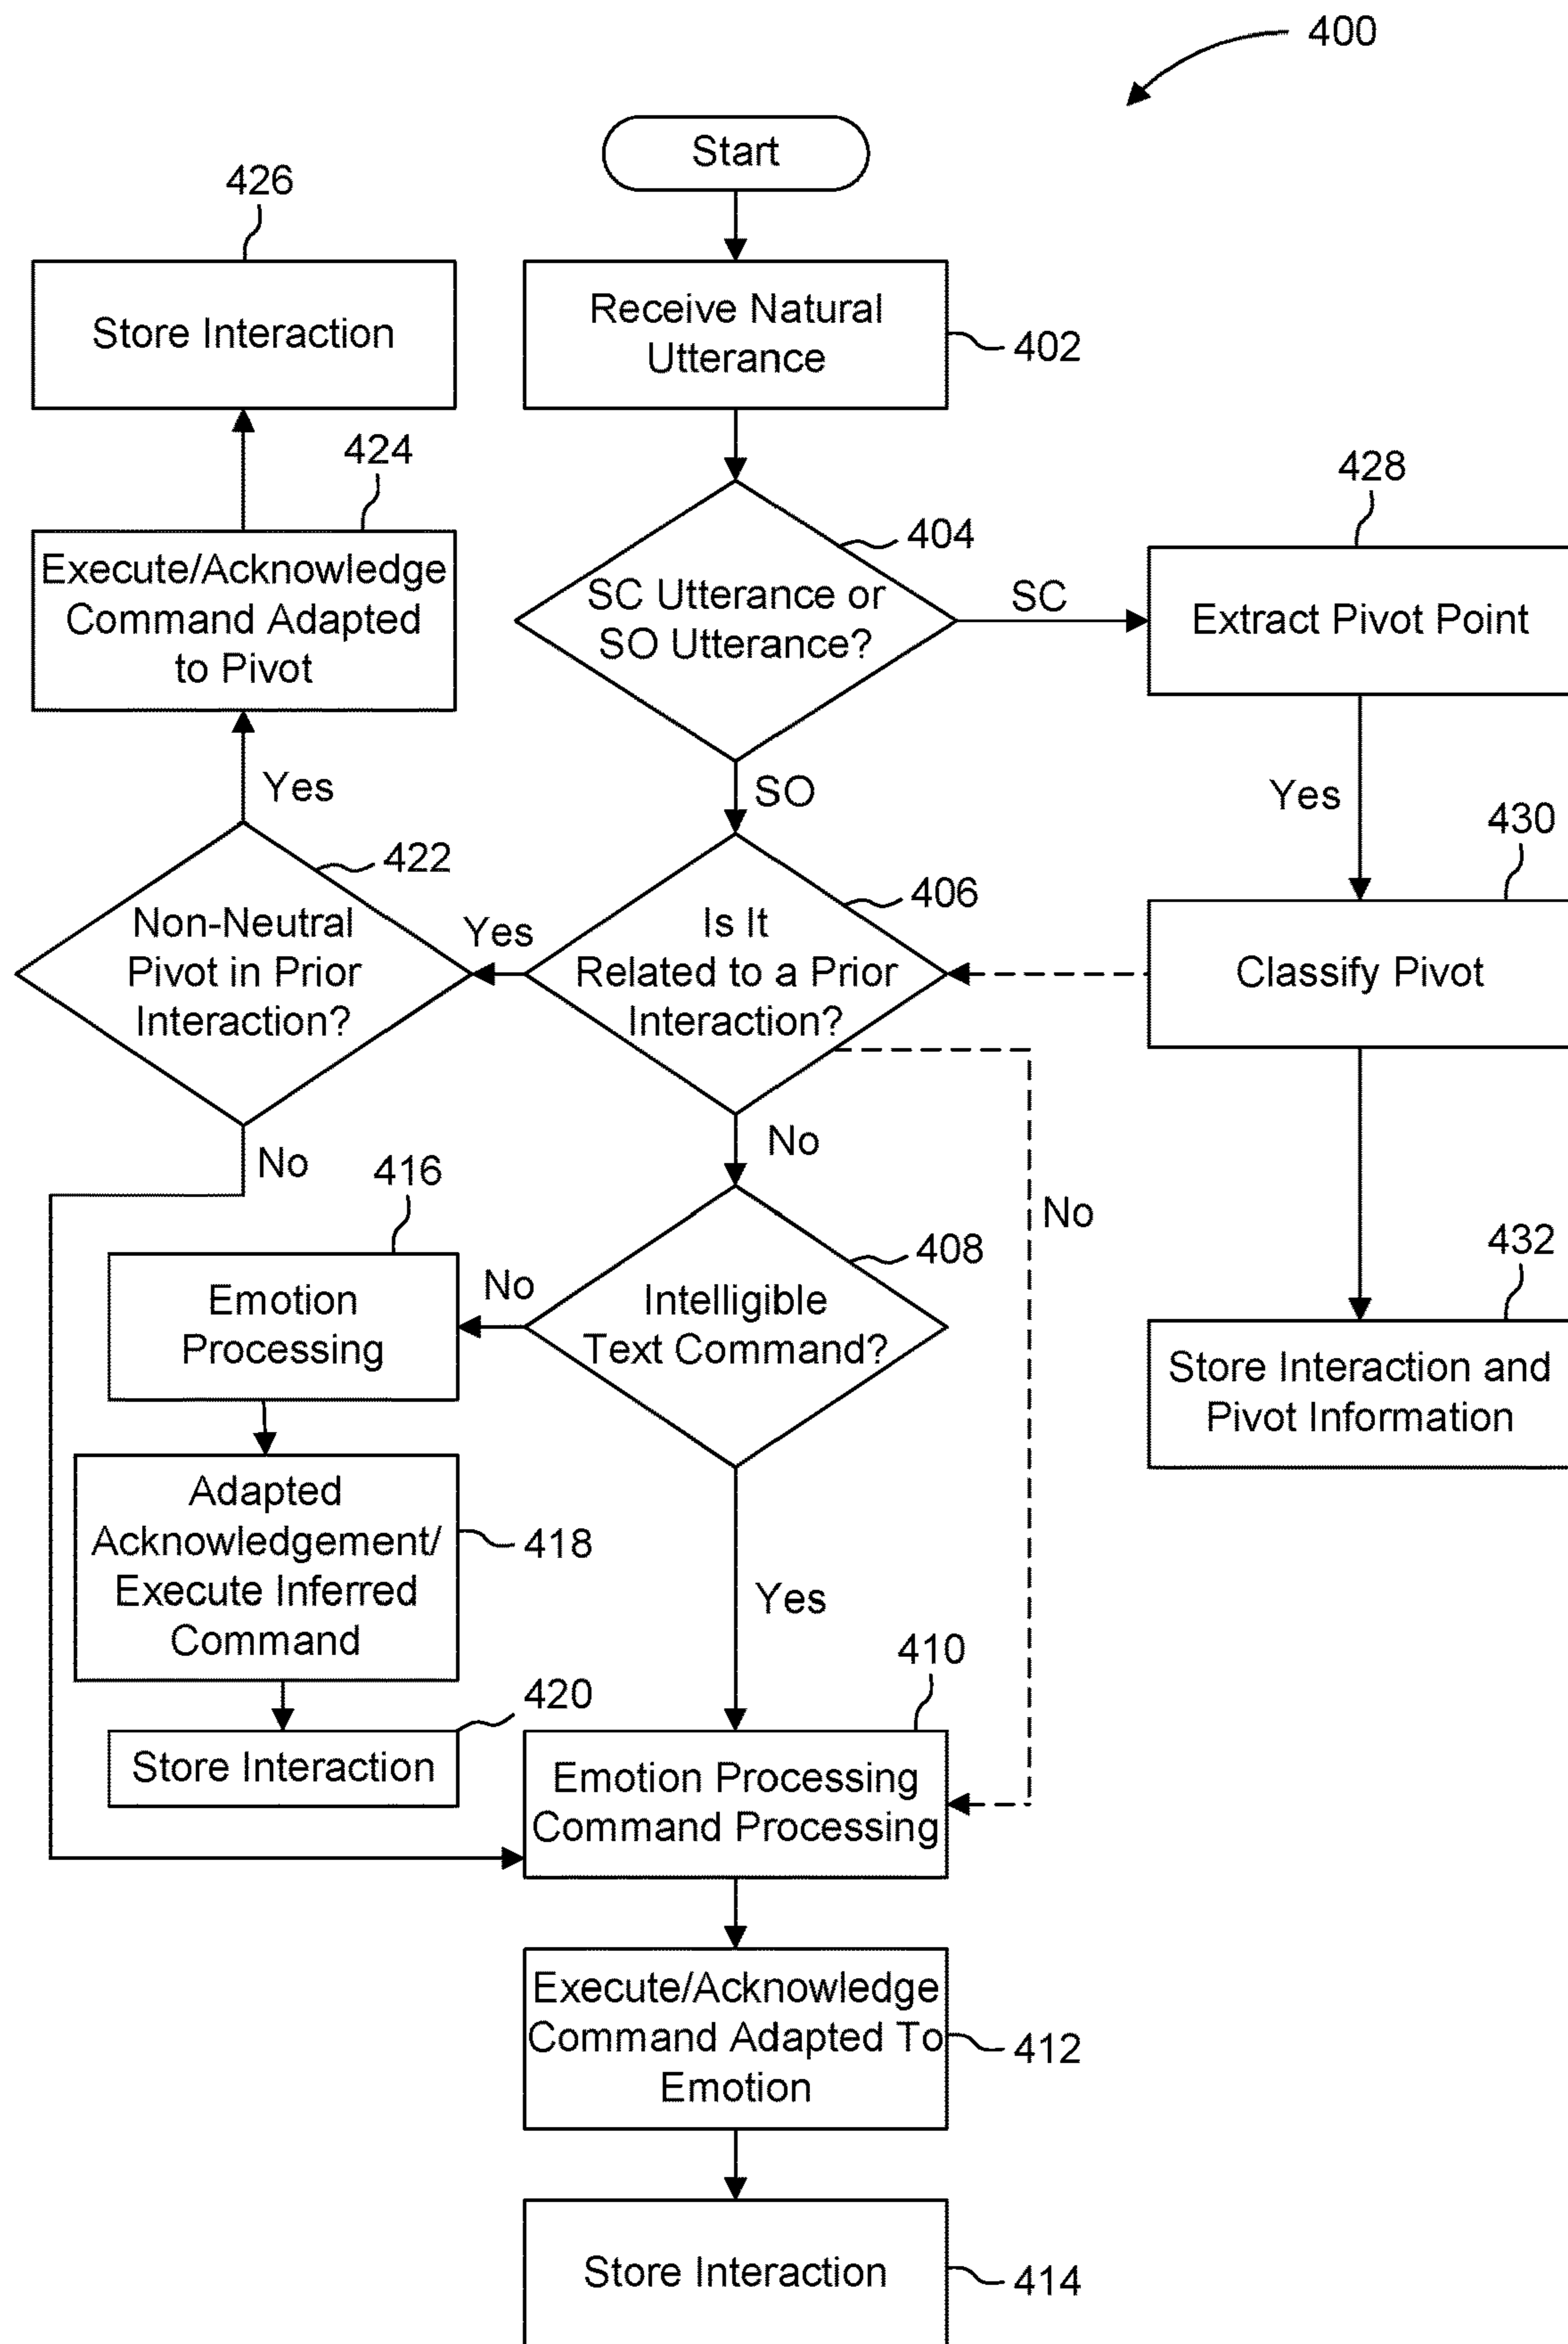 400
Start
426
Store Interaction
Receive Natural
Utterance
402
424
Execute/Acknowledge
Command Adapted
to Pivot
404
SC Utterance or
SO Utterance?
SC
428
Extract Pivot Point
Yes
SO
Yes
430
422
Non-Neutral
Pivot in Prior
Interaction?
Yes
406
Is It
Related to a Prior
Interaction?
Classify Pivot
No
No
No
416
Emotion
Processing
No
408
Intelligible
Text Command?
432
Store Interaction and
Pivot Information
Adapted
Acknowledgement/
Execute Inferred
Command
418
Yes
420
Store Interaction
410
Emotion Processing
Command Processing
Execute/Acknowledge
Command Adapted To
Emotion
412
Store Interaction
414